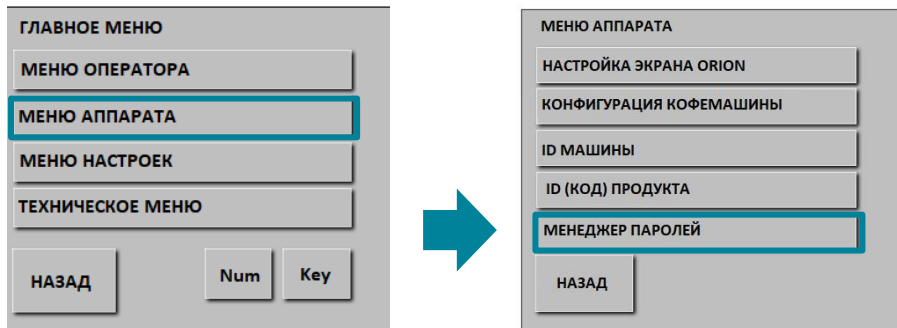 ГЛАВНОЕ МЕНЮ
МЕНЮ ОПЕРАТОРА
МЕНЮ АППАРАТА
МЕНЮ НАСТРОЕК
ТЕХНИЧЕСКОЕ МЕНЮ
НАЗАД
Num
Key
МЕНЮ АППАРАТА
НАСТРОЙКА ЭКРАНА ORION
КОНФИГУРАЦИЯ КОФЕМАШИНЫ
ID МАШИНЫ
ID (КОД) ПРОДУКТА
МЕНЕДЖЕР ПАРОЛЕЙ
НАЗАД